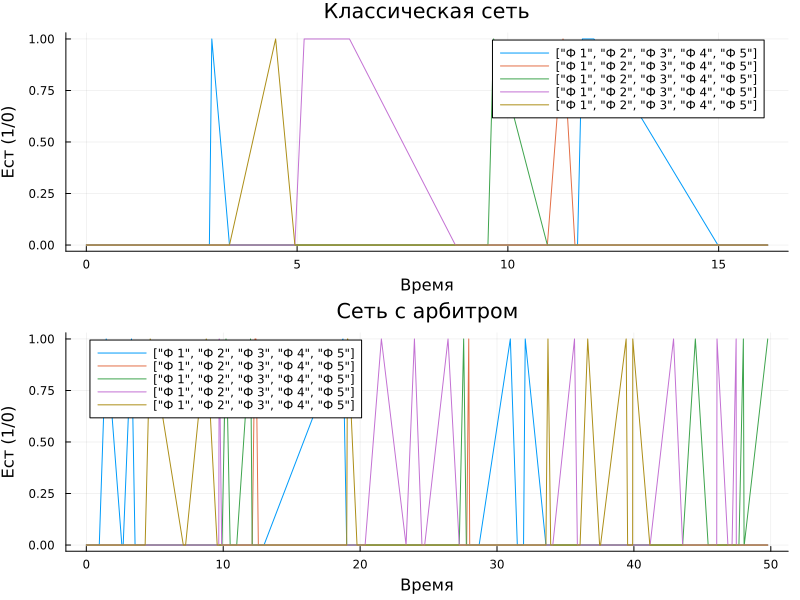 Классическая сеть
Ест (1/0)
1.00
0.75
0.50
0.25
0.00
["Ф 1", "Ф 2", "Ф 3", "Ф 4", "Ф 5"]
["Ф 1", "Ф 2", "Ф 3", "Ф 4", "Ф 5"]
["Ф 1", "Ф 2", "Ф 3", "Ф 4", "Ф 5"]
["Ф 1", "Ф 2", "Ф 3", "Ф 4", "Ф 5"]
["Ф 1", "Ф 2", "Ф 3", "Ф 4", "Ф 5"]
0 5 10 15
Время
Сеть с арбитром
Ест (1/0)
1.00
0.75
0.50
0.25
0.00
["Ф 1", "Ф 2", "Ф 3", "Ф 4", "Ф 5"]
["Ф 1", "Ф 2", "Ф 3", "Ф 4", "Ф 5"]
["Ф 1", "Ф 2", "Ф 3", "Ф 4", "Ф 5"]
["Ф 1", "Ф 2", "Ф 3", "Ф 4", "Ф 5"]
["Ф 1", "Ф 2", "Ф 3", "Ф 4", "Ф 5"]
0 10 20 30 40 50
Время